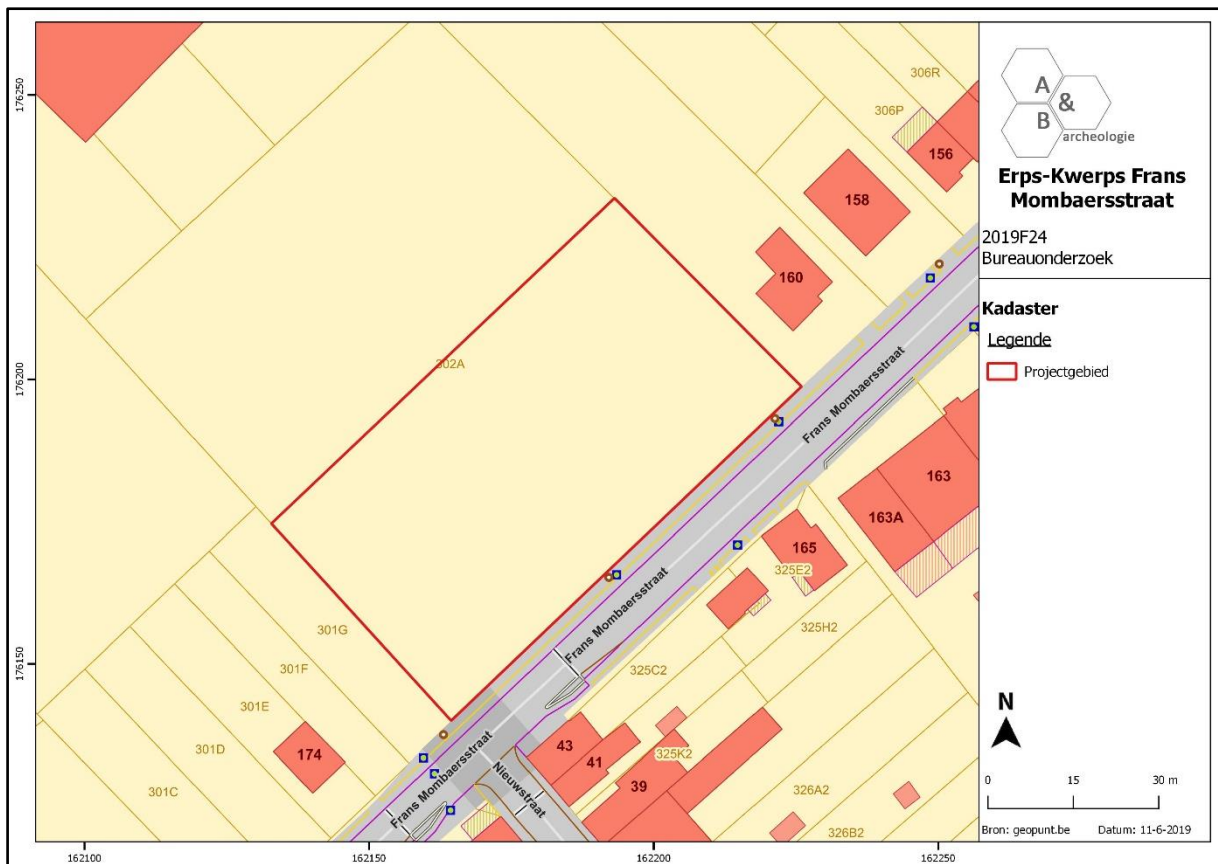 176250
176200
176150
162100
162150
162200
162250
306R
306P
156
158
160
302A
Frans Mombaersstraat
163
163A
165
325E2
325H2
Frans Mombaersstraat
325C2
301G
301F
301E
301D
301C
174
Frans Mombaersstraat
Nieuwstraat
43
41
39
325K2
326A2
326B2
A
&
B
archeologie
Erps-Kwerps Frans
Mombaersstraat
2019F24
Bureauonderzoek
Kadaster
Legende
Projectgebied
N
0 15 30 m
Bron: geopunt.be Datum: 11-6-2019